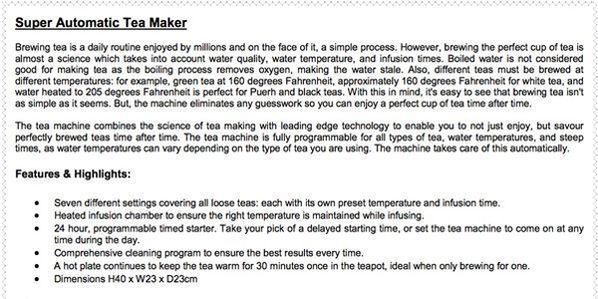 Super Automatic Tea Maker
Brewing tea is a daily routine enjoyed by millions and on the face of it, a simple process. However, brewing the perfect cup of tea is
almost a science which takes into account water quality, water temperature, and infusion times. Boiled water is not considered
good for making tea as the boiling process removes oxygen, making the water stale. Also, different teas must be brewed at
different temperatures: for example, green tea at 160 degrees Fahrenheit, approximately 160 degrees Fahrenheit for white tea, and
water heated to 205 degrees Fahrenheit is perfect for Puerh and black teas. With this in mind, it's easy to see that brewing tea isn't
as simple as it seems. But, the machine eliminates any guesswork so you can enjoy a perfect cup of tea time after time.
The tea machine combines the science of tea making with leading edge technology to enable you to not just enjoy, but savour
perfectly brewed teas time after time. The tea machine is fully programmable for all types of tea, water temperatures, and steep
times, as water temperatures can vary depending on the type of tea you are using. The machine takes care of this automatically.
Features & Highlights:
• Seven different settings covering all loose teas: each with its own preset temperature and infusion time.
• Heated infusion chamber to ensure the right temperature is maintained while infusing.
• 24 hour, programmable timed starter. Take your pick of a delayed starting time, or set the tea machine to come on at any
time during the day.
• Comprehensive cleaning program to ensure the best results every time.
• A hot plate continues to keep the tea warm for 30 minutes once in the teapot, ideal when only brewing for one.
• Dimensions H40 x W23 x D23cm